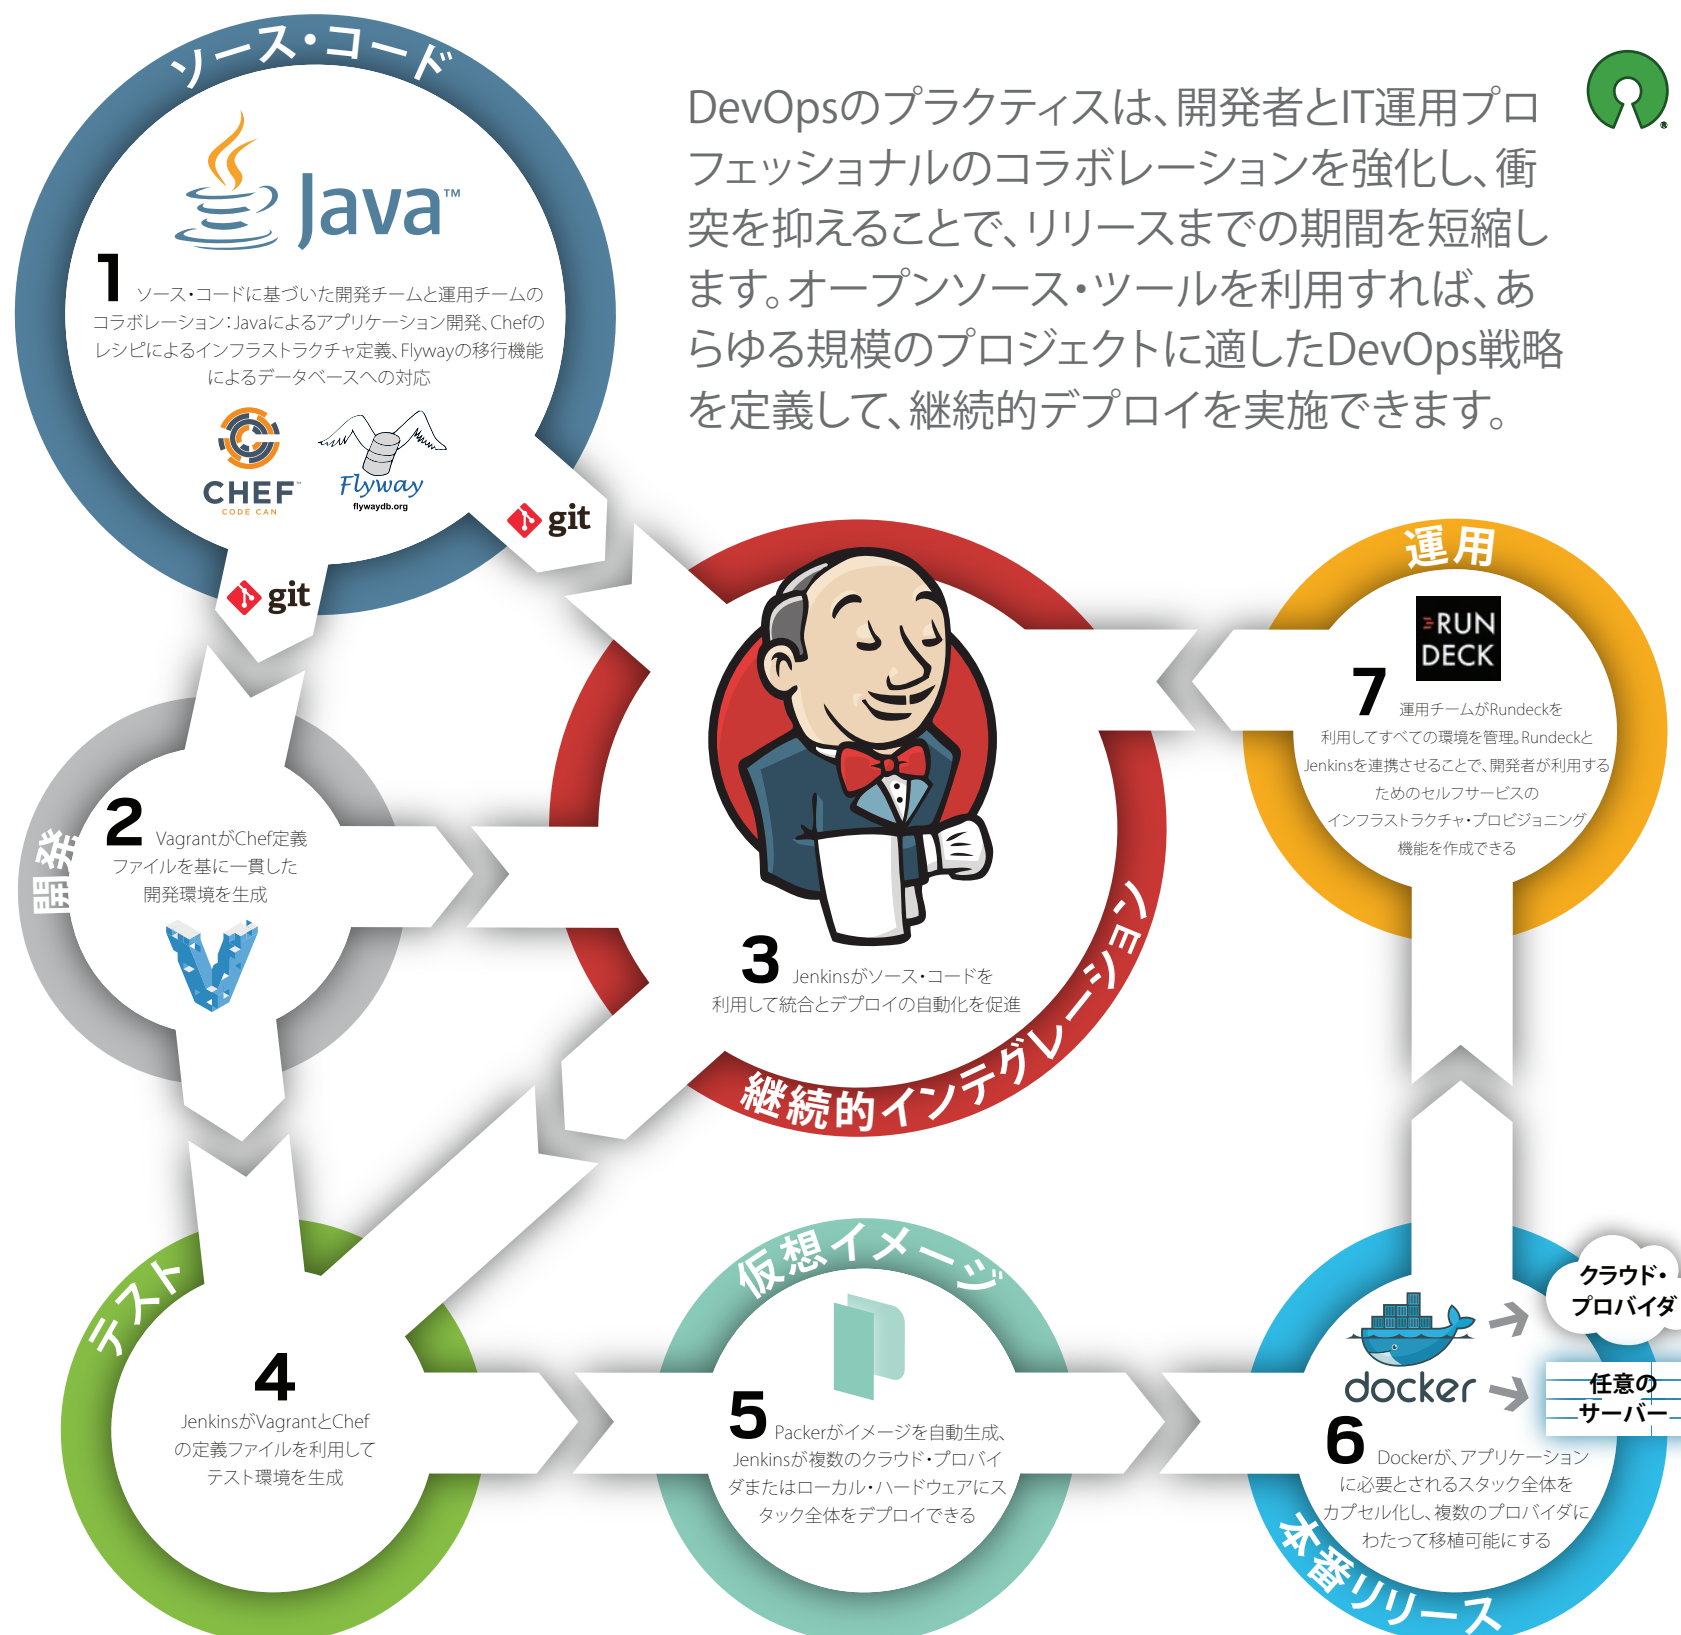 ソース・コード
Java™
1 ソース・コードに基づいた開発チームと運用チームの
コラボレーション：Javaによるアプリケーション開発、Chefの
レシピによるインフラストラクチャ定義、Flywayの移行機能
によるデータベースへの対応
CHEF™
CODE CAN
Flyway
flywaydb.org
git
git
DevOpsのプラクティスは、開発者とIT運用プロ
フェッショナルのコラボレーションを強化し、衝
突を抑えることで、リリースまでの期間を短縮し
ます。オープンソース・ツールを利用すれば、あ
らゆる規模のプロジェクトに適したDevOps戦略
を定義して、継続的デプロイを実施できます。
開発
2 VagrantがChef定義
ファイルを基に一貫した
開発環境を生成
3 Jenkinsがソース・コードを
利用して統合とデプロイの自動化を促進
継続的インテグレーション
テスト
4
JenkinsがVagrantとChef
の定義ファイルを利用して
テスト環境を生成
仮想イメージ
5 Packerがイメージを自動生成、
Jenkinsが複数のクラウド・プロバイ
ダまたはローカル・ハードウェアにス
タック全体をデプロイできる
docker
クラウド・
プロバイダ
任意の
サーバー
6 Dockerが、アプリケーション
に必要とされるスタック全体を
カプセル化し、複数のプロバイダに
わたって移植可能にする
本番リリース
運用
RUN
DECK
7 運用チームがRundeckを
利用してすべての環境を管理。Rundeckと
Jenkinsを連携させることで、開発者が利用する
ためのセルフサービスの
インフラストラクチャ・プロビジョニング
機能を作成できる